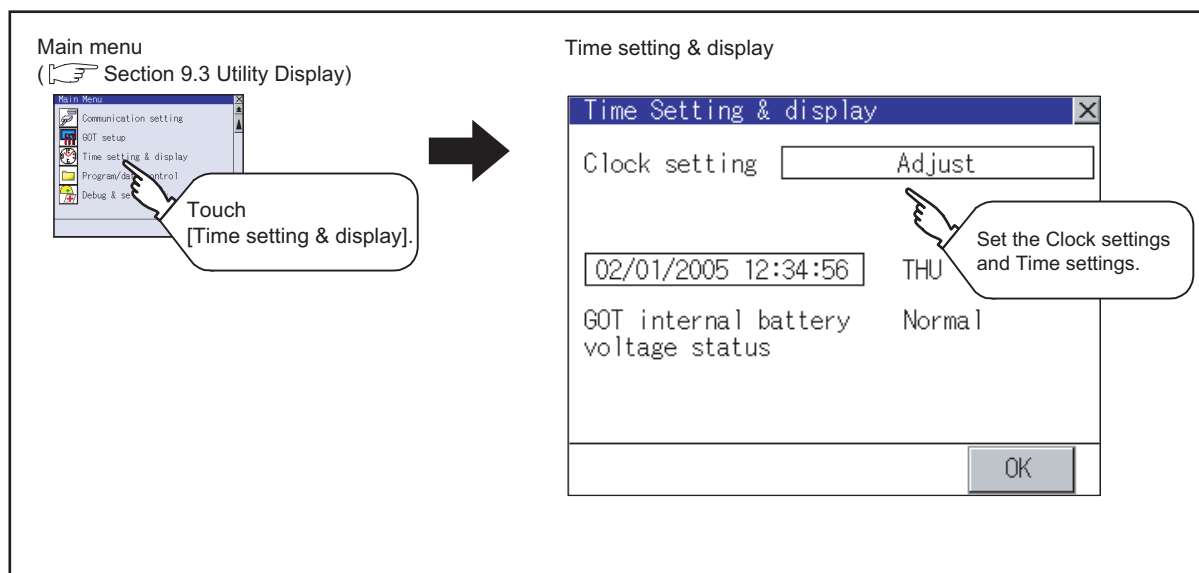 Main menu
( Section 9.3 Utility Display)
Main Menu
Communication setting
GOT setup
Time setting & display
Program/da ontrol
Debug & se
Touch
[Time setting & display].
Time setting & display
Time Setting & display
Clock setting Adjust
Set the Clock settings
and Time settings.
02/01/2005 12:34:56 THU
GOT internal battery Normal
voltage status
OK